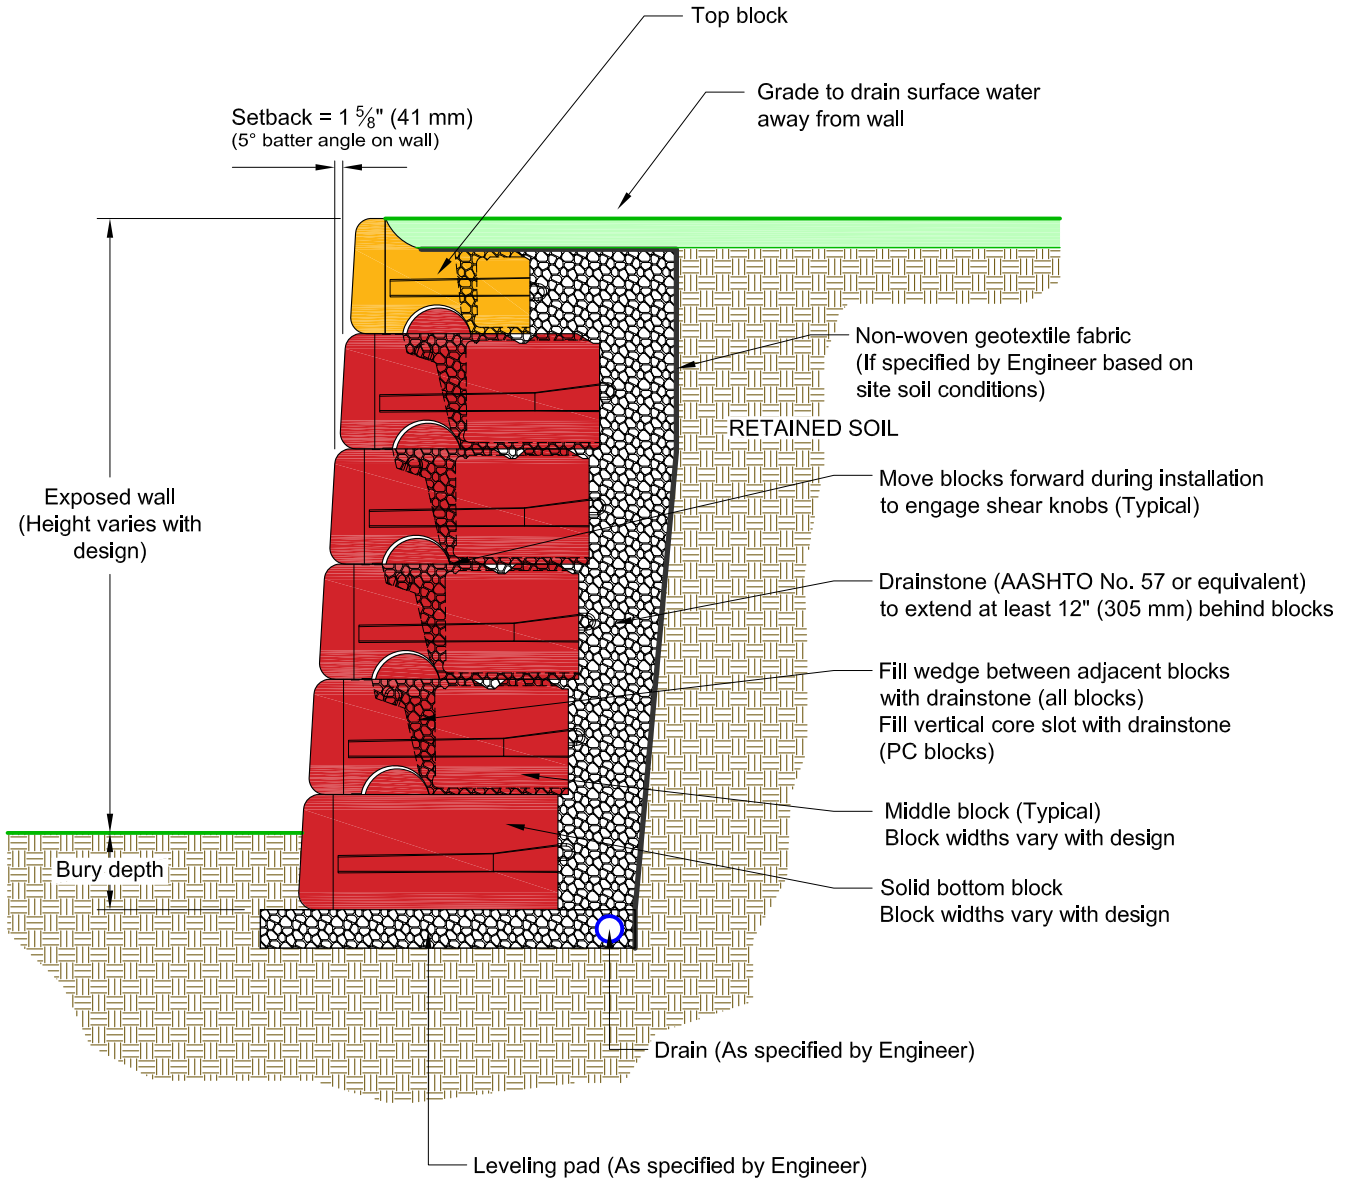 Top block
Grade to drain surface water
away from wall
Setback = 1 5⁄8" (41 mm)
(5° batter angle on wall)
Non-woven geotextile fabric
(If specified by Engineer based on
site soil conditions)
RETAINED SOIL
Move blocks forward during installation
to engage shear knobs (Typical)
Exposed wall
(Height varies with
design)
Drainstone (AASHTO No. 57 or equivalent)
to extend at least 12" (305 mm) behind blocks
Fill wedge between adjacent blocks
with drainstone (all blocks)
Fill vertical core slot with drainstone
(PC blocks)
Middle block (Typical)
Block widths vary with design
Bury depth
Solid bottom block
Block widths vary with design
Drain (As specified by Engineer)
Leveling pad (As specified by Engineer)